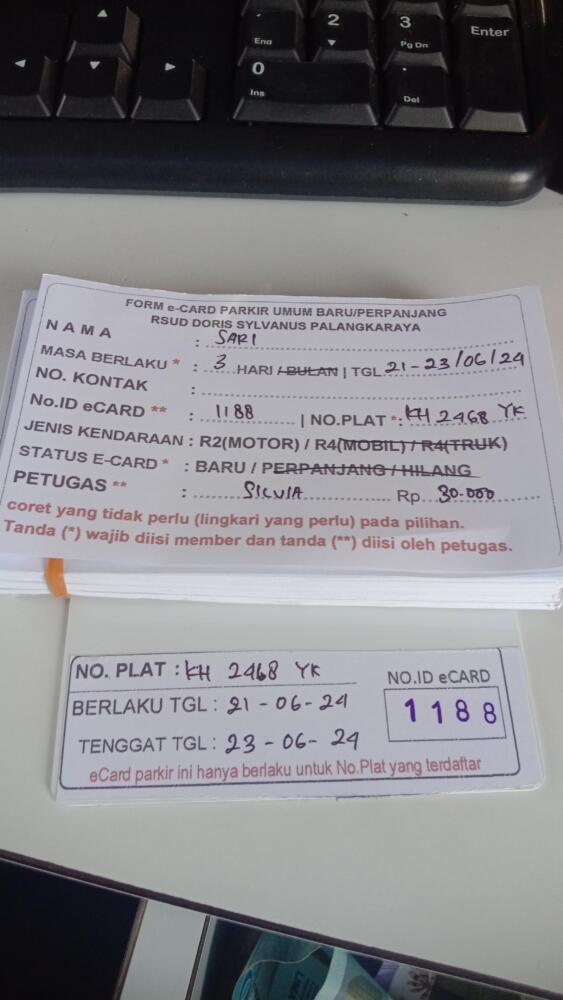 2
End
3
Pg Dn
Enter
0
Ins
.
Del
FORM e-CARD PARKIR UMUM BARU/PERPANJANG
RSUD DORIS SYLVANUS PALANGKARAYA
NAMA : SARI
MASA BERLAKU * : 3 HARI /BULAN | TGL 21-23/06/24
NO. KONTAK :
No.ID eCARD ** : 1188 | NO.PLAT *: KH 2468 YK
JENIS KENDARAAN : R2(MOTOR) / R4(MOBIL) / R4(TRUK)
STATUS E-CARD * : BARU / PERPANJANG / HILANG
PETUGAS ** : SILVIA Rp 30.000
coret yang tidak perlu (lingkari yang perlu) pada pilihan.
Tanda (*) wajib diisi member dan tanda (**) diisi oleh petugas.
NO. PLAT : KH 2468 YK
NO.ID eCARD
1188
BERLAKU TGL : 21 - 06 - 24
TENGGAT TGL : 23 - 06 - 24
eCard parkir ini hanya berlaku untuk No.Plat yang terdaftar